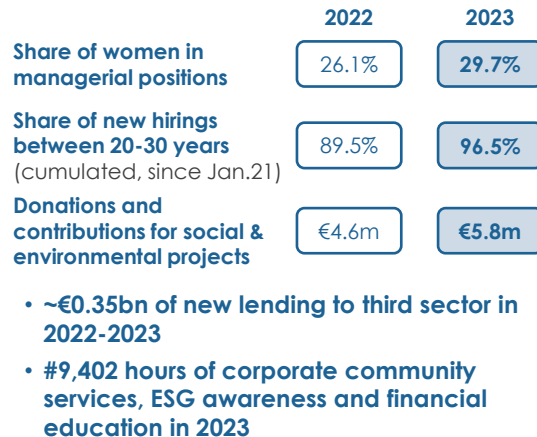 2022 2023
Share of women in
managerial positions 26.1% 29.7%
Share of new hirings
between 20-30 years 89.5% 96.5%
(cumulated, since Jan.21)
Donations and
contributions for social & €4.6m €5.8m
environmental projects
• ~€0.35bn of new lending to third sector in
2022-2023
• #9,402 hours of corporate community
services, ESG awareness and financial
education in 2023